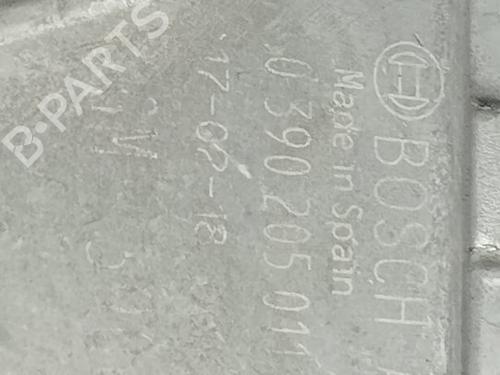 BOSCH
Made in Spain
0 390 205 011
17-07-18
B-PARTS